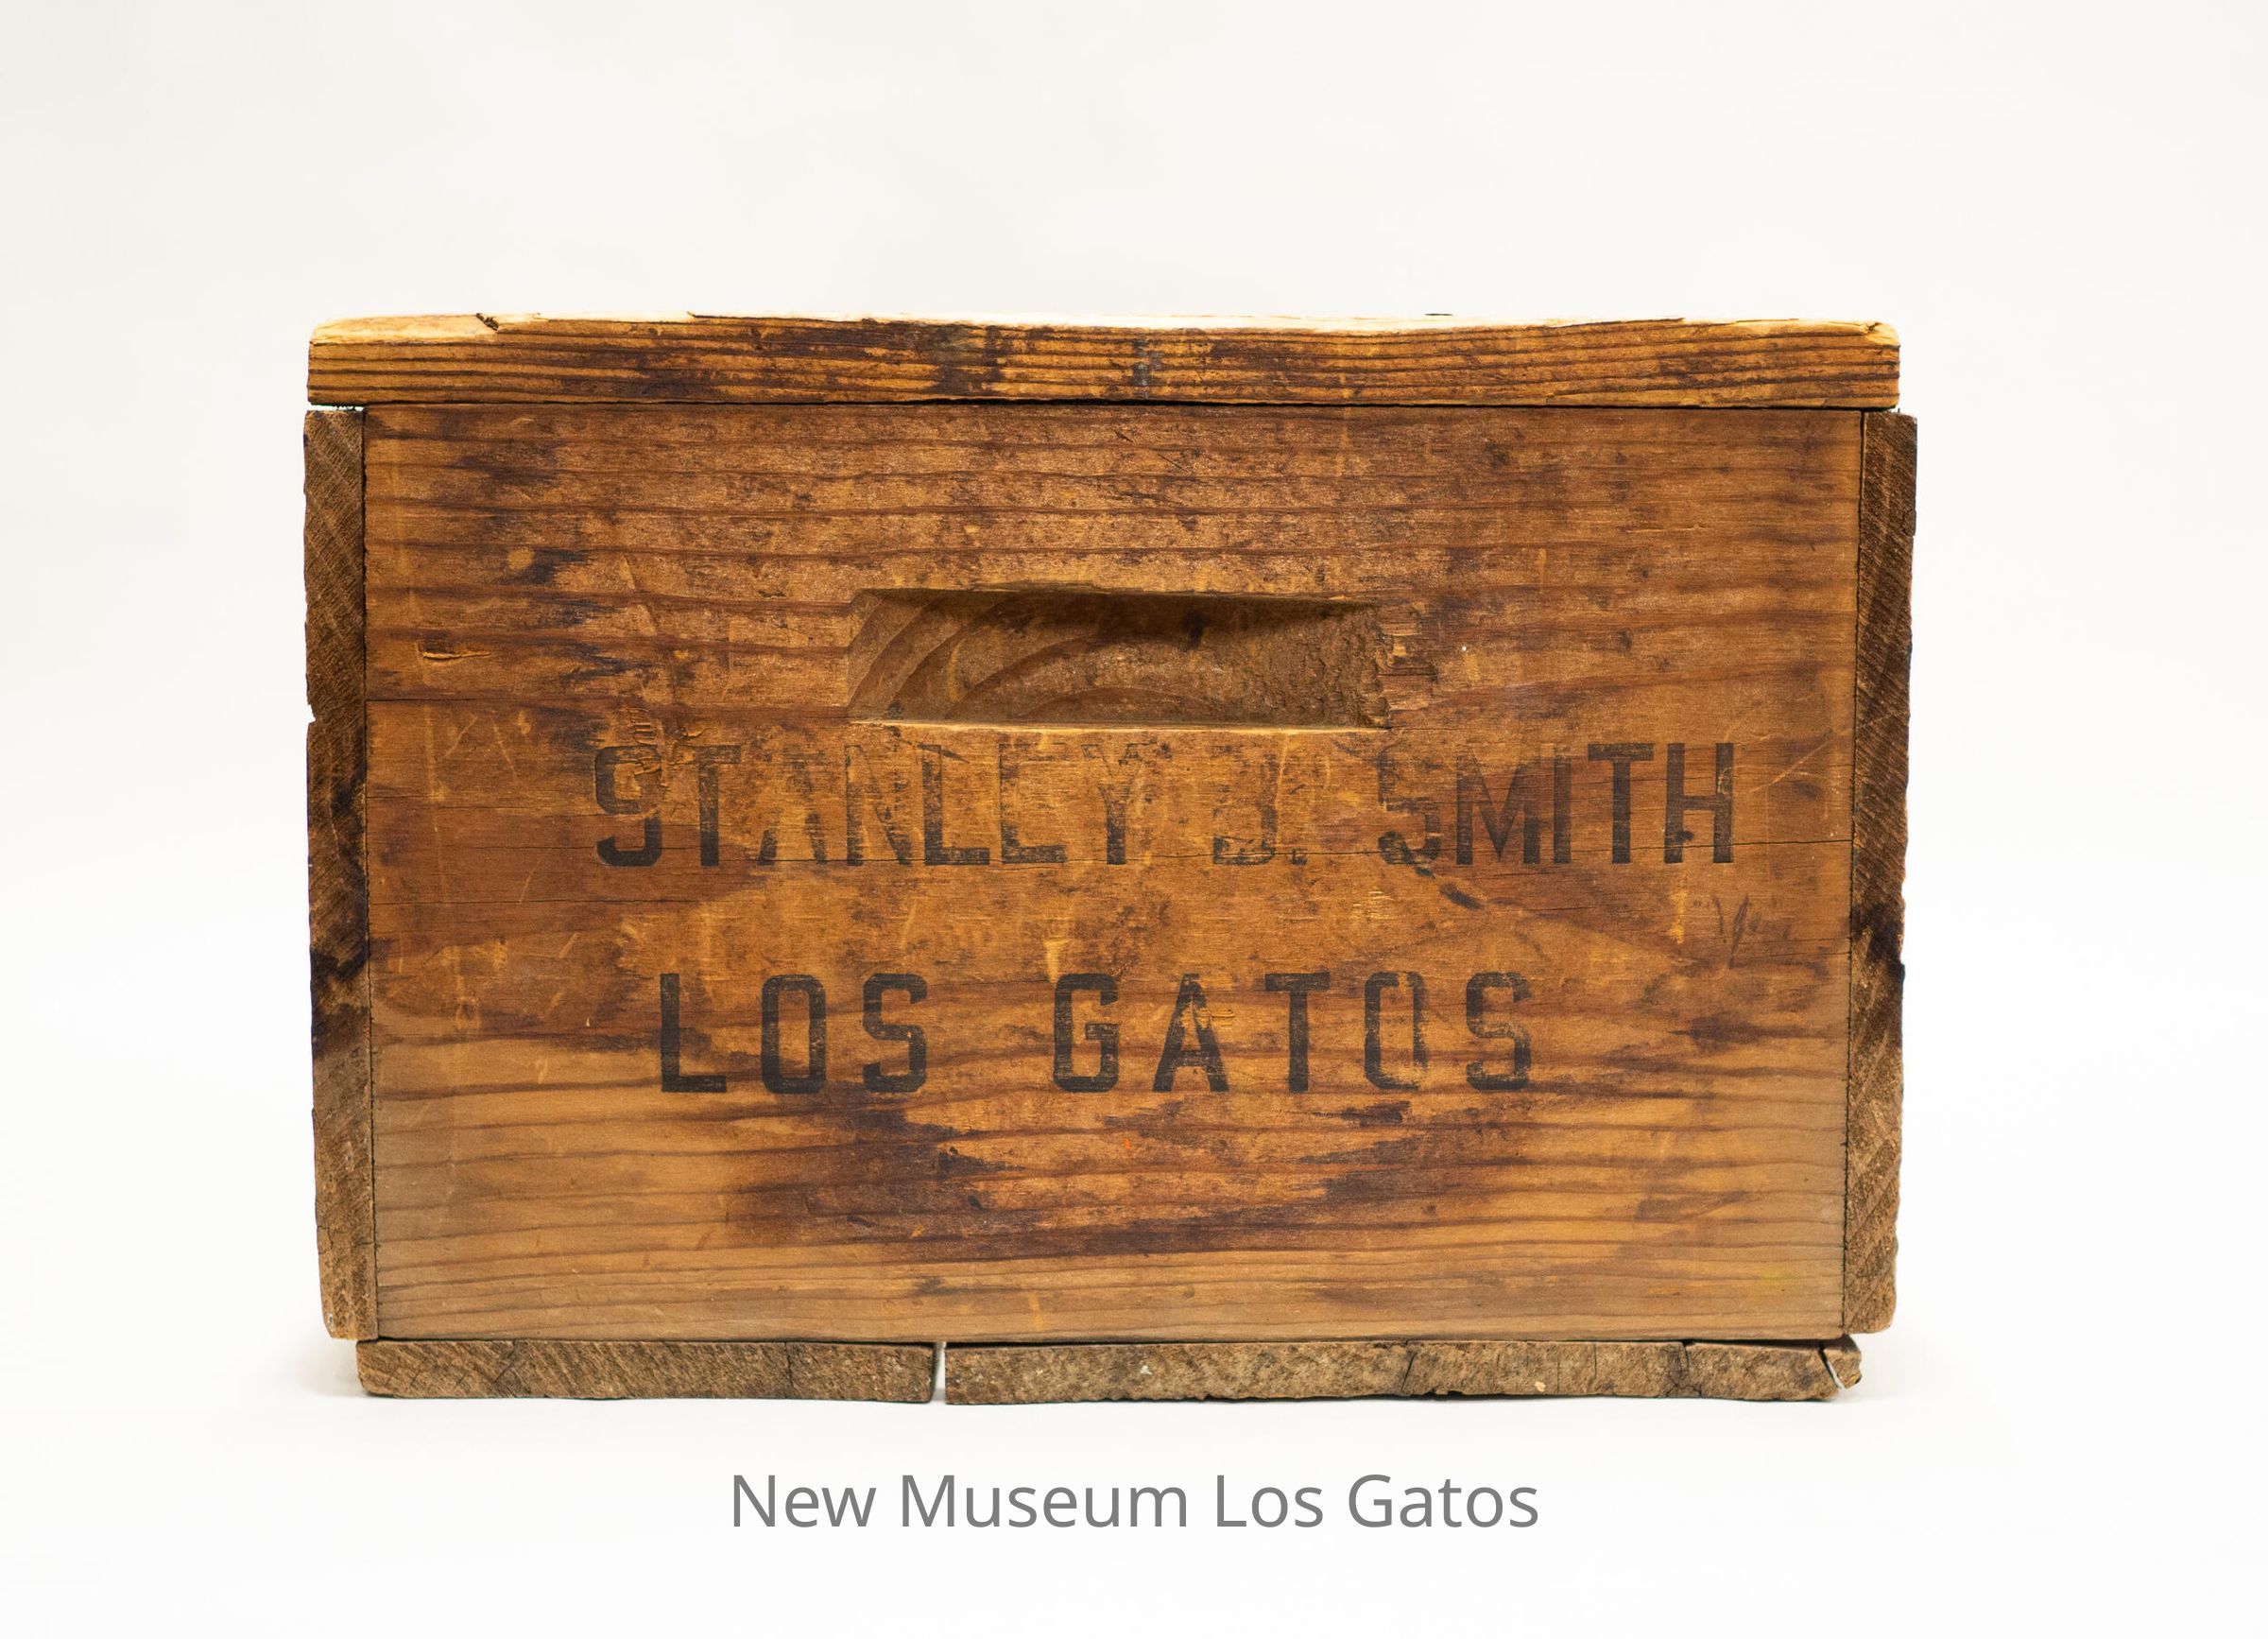 STANLEY D. SMITH
LOS GATOS
New Museum Los Gatos